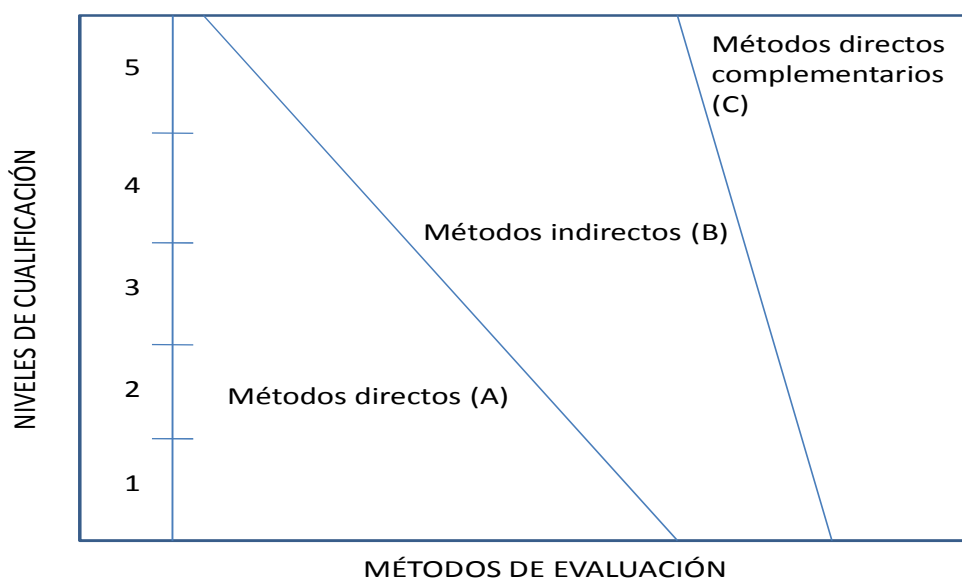 NIVELES DE CUALIFICACIÓN
5
4
3
2
1
Métodos directos
complementarios
(C)
Métodos indirectos (B)
Métodos directos (A)
MÉTODOS DE EVALUACIÓN